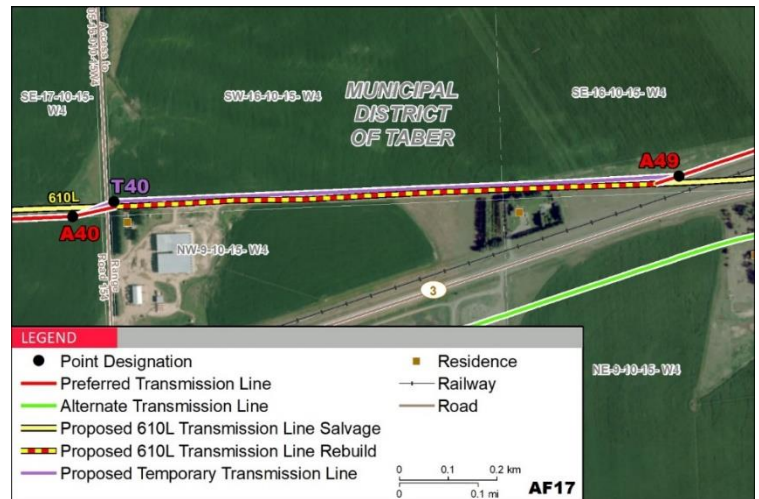 Access to
SE-17-10-15-
W4
SW-16-10-15- W4
SE-16-10-15- W4
MUNICIPAL
DISTRICT
OF TABER
A49
610L
T40
A40
NW-9-10-15- W4
Range
Road 154
3
NE-9-10-15- W4
LEGEND
Point Designation
Preferred Transmission Line
Alternate Transmission Line
Proposed 610L Transmission Line Salvage
Proposed 610L Transmission Line Rebuild
Proposed Temporary Transmission Line
Residence
Railway
Road
0 0.1 0.2 km
0 0.1 mi
AF17